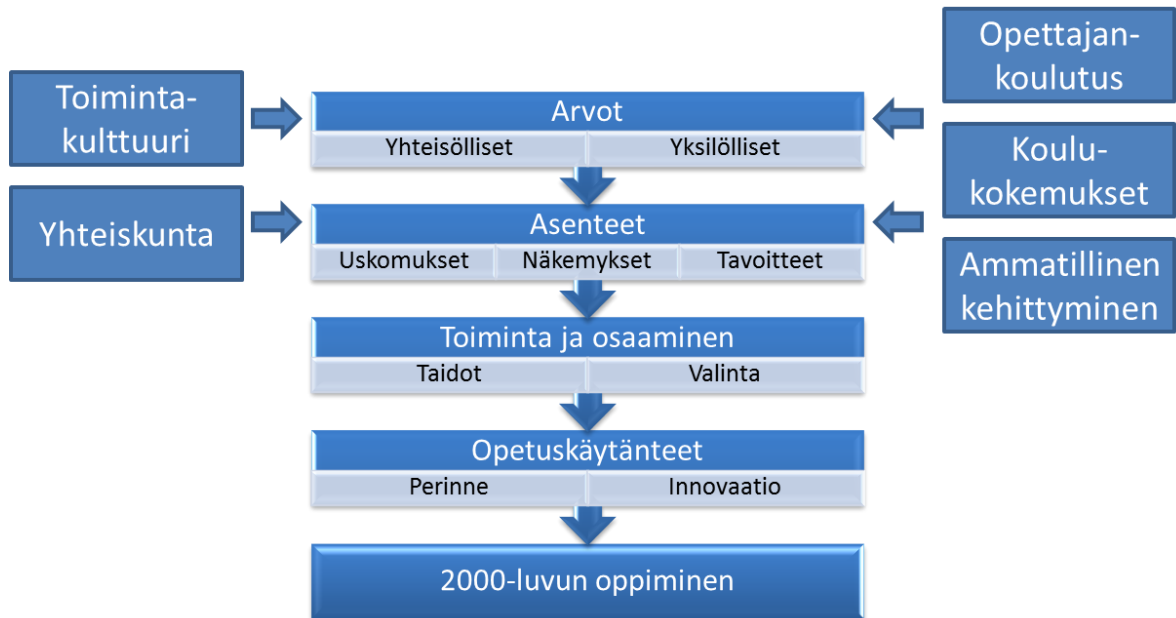 Toiminta-
kulttuuri
Yhteiskunta
Arvot
Yhteisölliset
Yksilölliset
Asenteet
Uskomukset
Näkemykset
Tavoitteet
Toiminta ja osaaminen
Taidot
Valinta
Opetuskäytänteet
Perinne
Innovaatio
2000-luvun oppiminen
Opettajan-
koulutus
Koulu-
kokemukset
Ammatillinen
kehittyminen